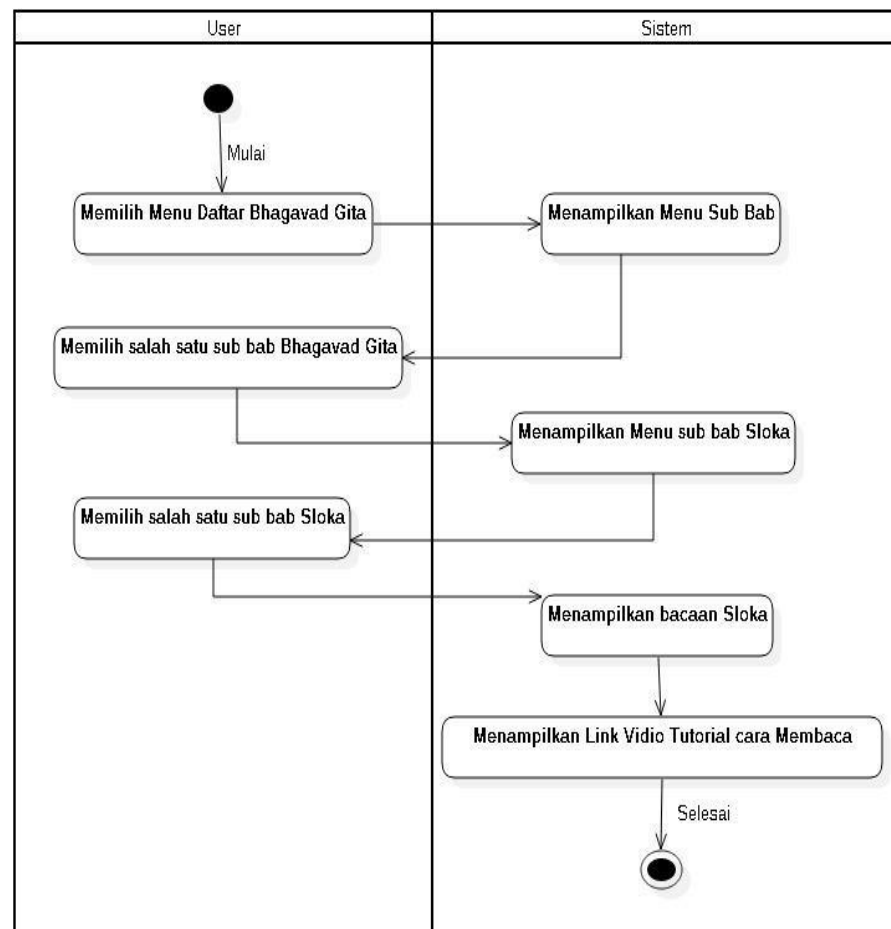 User
Sistem
Mulai
Memilih Menu Daftar Bhagavad Gita
Menampilkan Menu Sub Bab
Memilih salah satu sub bab Bhagavad Gita
Menampilkan Menu sub bab Sloka
Memilih salah satu sub bab Sloka
Menampilkan bacaan Sloka
Menampilkan Link Vidio Tutorial cara Membaca
Selesai